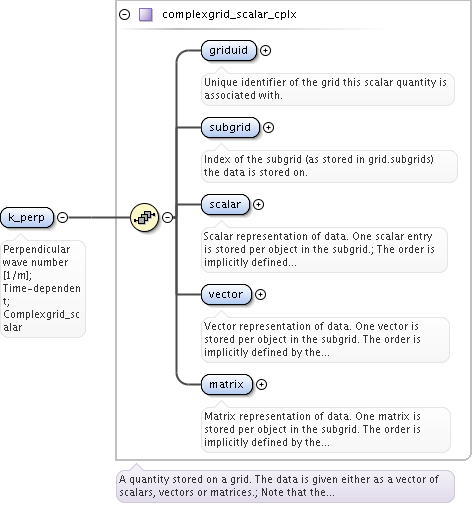 complexgrid_scalar_cplx
griduid
Unique identifier of the grid this scalar quantity is
associated with.
subgrid
Index of the subgrid (as stored in grid.subgrids)
the data is stored on.
scalar
Scalar representation of data. One scalar entry
is stored per object in the subgrid.; The order is
implicitly defined...
k_perp
Perpendicular
wave number
[1/m];
Time-dependen
t;
Complexgrid_sc
alar
vector
Vector representation of data. One vector is
stored per object in the subgrid. The order is
implicitly defined by the...
matrix
Matrix representation of data. One matrix is
stored per object in the subgrid. The order is
implicitly defined by the...
A quantity stored on a grid. The data is given either as a vector of
scalars, vectors or matrices.; Note that the...